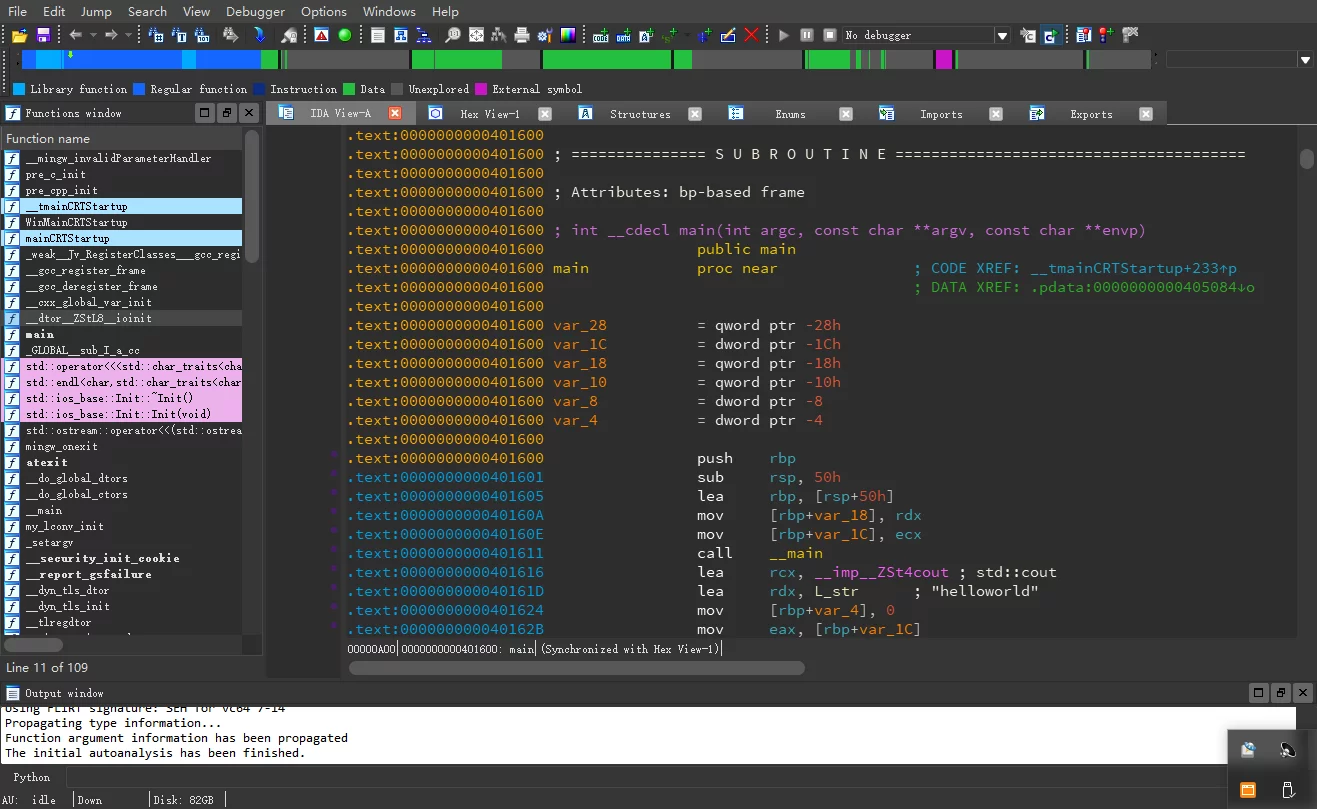 File Edit Jump Search View Debugger Options Windows Help
No debugger
Library function Regular function Instruction Data Unexplored External symbol
Functions window
IDA View-A Hex View-1 Structures Enums Imports Exports
Function name
__mingw_invalidParameterHandler
pre_c_init
pre_cpp_init
__tmainCRTStartup
WinMainCRTStartup
mainCRTStartup
_weak__Jv_RegisterClasses___gcc_regi
__gcc_register_frame
__gcc_deregister_frame
__cxx_global_var_init
__dtor__ZStL8__ioinit
main
_GLOBAL__sub_I_a_cc
std::operator<<<std::char_traits<cha
std::endl<char,std::char_traits<char
std::ios_base::Init::~Init()
std::ios_base::Init::Init(void)
std::ostream::operator<<(std::ostrea
mingw_onexit
atexit
__do_global_dtors
__do_global_ctors
__main
my_lconv_init
_setargv
__security_init_cookie
__report_gsfailure
__dyn_tls_dtor
__dyn_tls_init
__tlregdtor
Line 11 of 109
.text:0000000000401600
.text:0000000000401600 ; =============== S U B R O U T I N E =======================================
.text:0000000000401600
.text:0000000000401600 ; Attributes: bp-based frame
.text:0000000000401600
.text:0000000000401600 ; int __cdecl main(int argc, const char **argv, const char **envp)
.text:0000000000401600 public main
.text:0000000000401600 main proc near ; CODE XREF: __tmainCRTStartup+233↑p
.text:0000000000401600 ; DATA XREF: .pdata:0000000000405084↓o
.text:0000000000401600 var_28 = qword ptr -28h
.text:0000000000401600 var_1C = dword ptr -1Ch
.text:0000000000401600 var_18 = qword ptr -18h
.text:0000000000401600 var_10 = qword ptr -10h
.text:0000000000401600 var_8 = dword ptr -8
.text:0000000000401600 var_4 = dword ptr -4
.text:0000000000401600
.text:0000000000401600 push rbp
.text:0000000000401601 sub rsp, 50h
.text:0000000000401605 lea rbp, [rsp+50h]
.text:000000000040160A mov [rbp+var_18], rdx
.text:000000000040160E mov [rbp+var_1C], ecx
.text:0000000000401611 call __main
.text:0000000000401616 lea rcx, __imp__ZSt4cout ; std::cout
.text:000000000040161D lea rdx, L_str ; "helloworld"
.text:0000000000401624 mov [rbp+var_4], 0
.text:000000000040162B mov eax, [rbp+var_1C]
00000A00 0000000000401600: main (Synchronized with Hex View-1)
Output window
Using FLIRT signature: SEH for vc64 7-14
Propagating type information...
Function argument information has been propagated
The initial autoanalysis has been finished.
Python
AU: idle Down Disk: 82GB